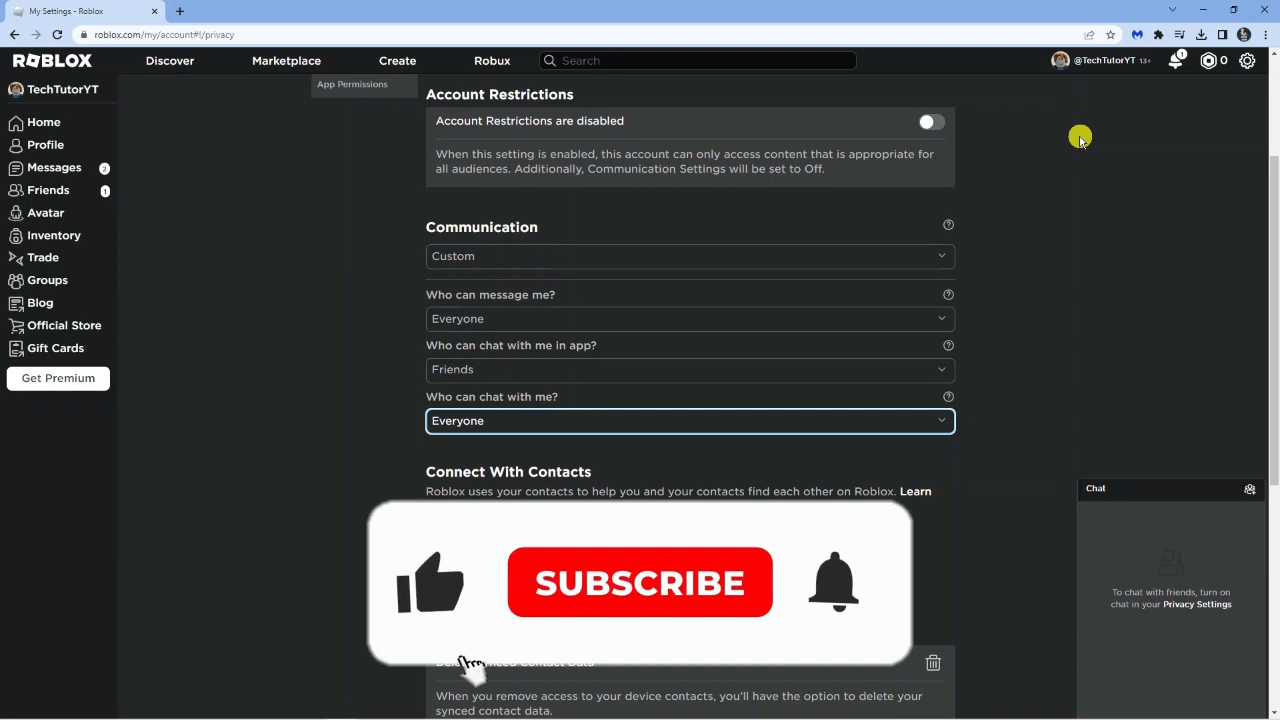 My Settings - Roblox
roblox.com/my/account#!/privacy
ROBLOX
Discover
Marketplace
Create
Robux
Search
@TechTutorYT 13+
1
0
TechTutorYT
Home
Profile
Messages
2
Friends
1
Avatar
Inventory
Trade
Groups
Blog
Official Store
Gift Cards
Get Premium
App Permissions
Account Restrictions
Account Restrictions are disabled
When this setting is enabled, this account can only access content that is appropriate for
all audiences. Additionally, Communication Settings will be set to Off.
Communication
Custom
Who can message me?
Everyone
Who can chat with me in app?
Friends
Who can chat with me?
Everyone
Connect With Contacts
Roblox uses your contacts to help you and your contacts find each other on Roblox. Learn
SUBSCRIBE
Synced Contact Data
When you remove access to your device contacts, you'll have the option to delete your
synced contact data.
Chat
To chat with friends, turn on
chat in your Privacy Settings